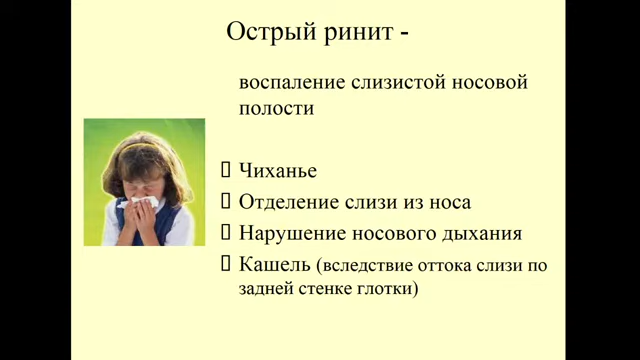 Острый ринит -
воспаление слизистой носовой
полости
Чиханье
Отделение слизи из носа
Нарушение носового дыхания
Кашель (вследствие оттока слизи по
задней стенке глотки)